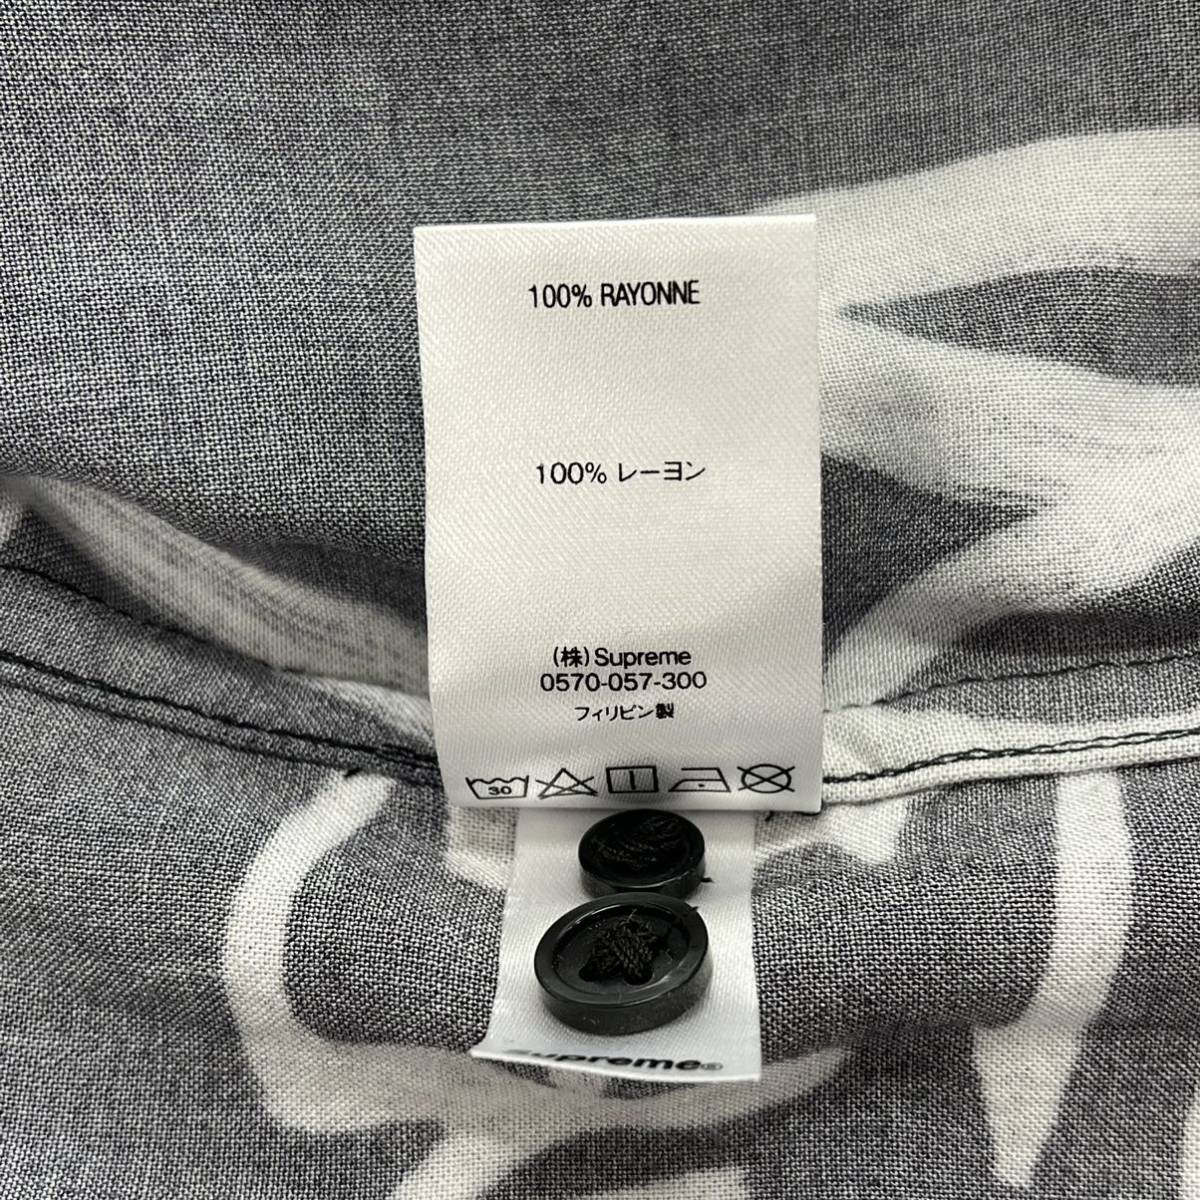 100% RAYONNE
100% レーヨン
(株)Supreme
0570-057-300
フィリピン製
30
Supreme®